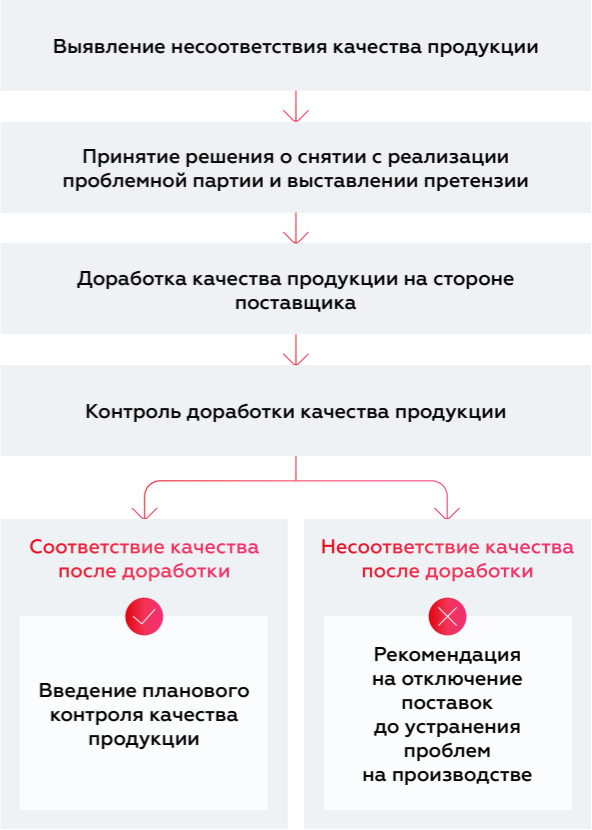 Выявление несоответствия качества продукции
Принятие решения о снятии с реализации
проблемной партии и выставлении претензии
Доработка качества продукции на стороне
поставщика
Контроль доработки качества продукции
Соответствие качества
после доработки
Введение планового
контроля качества
продукции
Несоответствие качества
после доработки
Рекомендация
на отключение
поставок
до устранения
проблем
на производстве